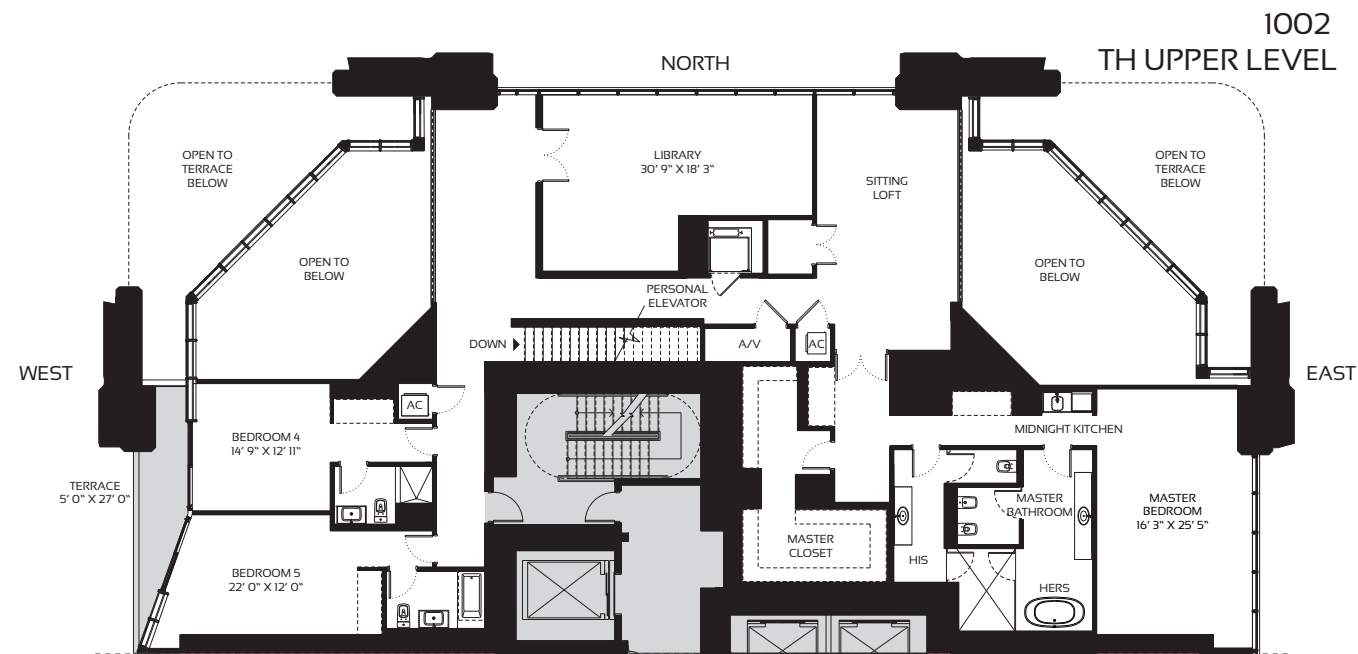 1002
TH UPPER LEVEL
NORTH
OPEN TO
TERRACE
BELOW
LIBRARY
30' 9" X 18' 3"
SITTING
LOFT
OPEN TO
TERRACE
BELOW
OPEN TO
BELOW
OPEN TO
BELOW
PERSONAL
ELEVATOR
DOWN
A/V
AC
WEST
EAST
AC
BEDROOM 4
14' 9" X 12' 11"
MIDNIGHT KITCHEN
TERRACE
5' 0" X 27' 0"
MASTER
BATHROOM
MASTER
BEDROOM
16' 3" X 25' 5"
MASTER
CLOSET
HIS
BEDROOM 5
22' 0" X 12' 0"
HERS